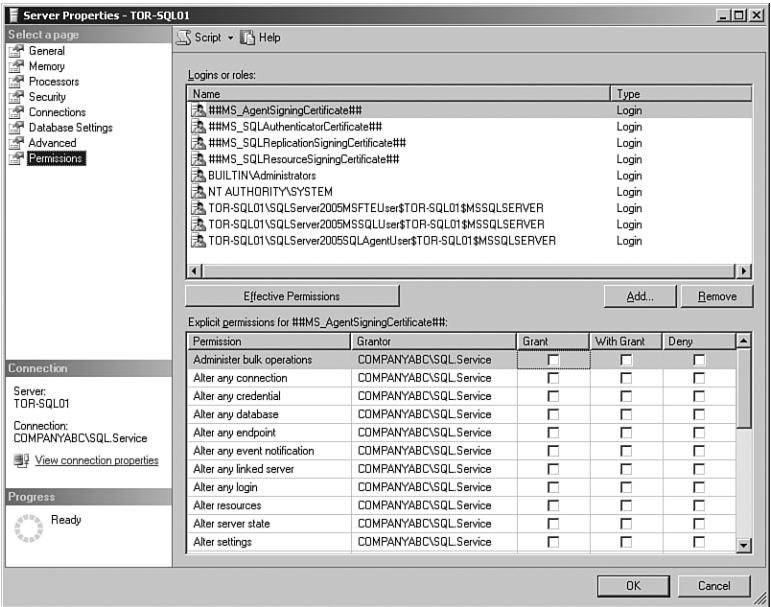 Server Properties - TOR-SQL01
Select a page
General
Memory
Processors
Security
Connections
Database Settings
Advanced
Permissions
Connection
Server:
TOR-SQL01
Connection:
COMPANYABC\SQL.Service
View connection properties
Progress
Ready
Script Help
Logins or roles:
Name Type
##MS_AgentSigningCertificate## Login
##MS_SQLAuthenticatorCertificate## Login
##MS_SQLReplicationSigningCertificate## Login
##MS_SQLResourceSigningCertificate## Login
BUILTIN\Administrators Login
NT AUTHORITY\SYSTEM Login
TOR-SQL01\SQLServer2005MSFTEUser$TOR-SQL01$MSSQLSERVER Login
TOR-SQL01\SQLServer2005MSSQLUser$TOR-SQL01$MSSQLSERVER Login
TOR-SQL01\SQLServer2005SQLAgentUser$TOR-SQL01$MSSQLSERVER Login
Effective Permissions Add... Remove
Explicit permissions for ##MS_AgentSigningCertificate##:
Permission Grantor Grant With Grant Deny
Administer bulk operations COMPANYABC\SQL.Service
Alter any connection COMPANYABC\SQL.Service
Alter any credential COMPANYABC\SQL.Service
Alter any database COMPANYABC\SQL.Service
Alter any endpoint COMPANYABC\SQL.Service
Alter any event notification COMPANYABC\SQL.Service
Alter any linked server COMPANYABC\SQL.Service
Alter any login COMPANYABC\SQL.Service
Alter resources COMPANYABC\SQL.Service
Alter server state COMPANYABC\SQL.Service
Alter settings COMPANYABC\SQL.Service
OK Cancel